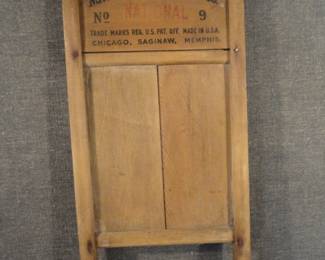 No NATIONAL 9
TRADE MARKS REG. U.S. PAT. OFF. MADE IN U.S.A.
CHICAGO, SAGINAW, MEMPHIS.